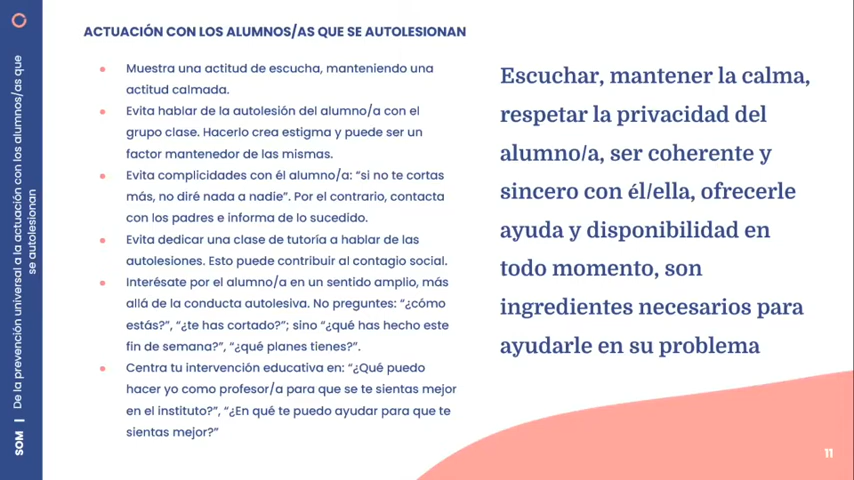 SOM | De la prevención universal a la actuación con los alumnos/as que
se autolesionan
ACTUACIÓN CON LOS ALUMNOS/AS QUE SE AUTOLESIONAN
Muestra una actitud de escucha, manteniendo una
actitud calmada.
Evita hablar de la autolesión del alumno/a con el
grupo clase. Hacerlo crea estigma y puede ser un
factor mantenedor de las mismas.
Evita complicidades con él alumno/a: “si no te cortas
más, no diré nada a nadie”. Por el contrario, contacta
con los padres e informa de lo sucedido.
Evita dedicar una clase de tutoría a hablar de las
autolesiones. Esto puede contribuir al contagio social.
Interésate por el alumno/a en un sentido amplio, más
allá de la conducta autolesiva. No preguntes: “¿cómo
estás?”, “¿te has cortado?”; sino “¿qué has hecho este
fin de semana?”, “¿qué planes tienes?”.
Centra tu intervención educativa en: “¿Qué puedo
hacer yo como profesor/a para que se te sientas mejor
en el instituto?”, “¿En qué te puedo ayudar para que te
sientas mejor?”
Escuchar, mantener la calma,
respetar la privacidad del
alumno/a, ser coherente y
sincero con él/ella, ofrecerle
ayuda y disponibilidad en
todo momento, son
ingredientes necesarios para
ayudarle en su problema
11